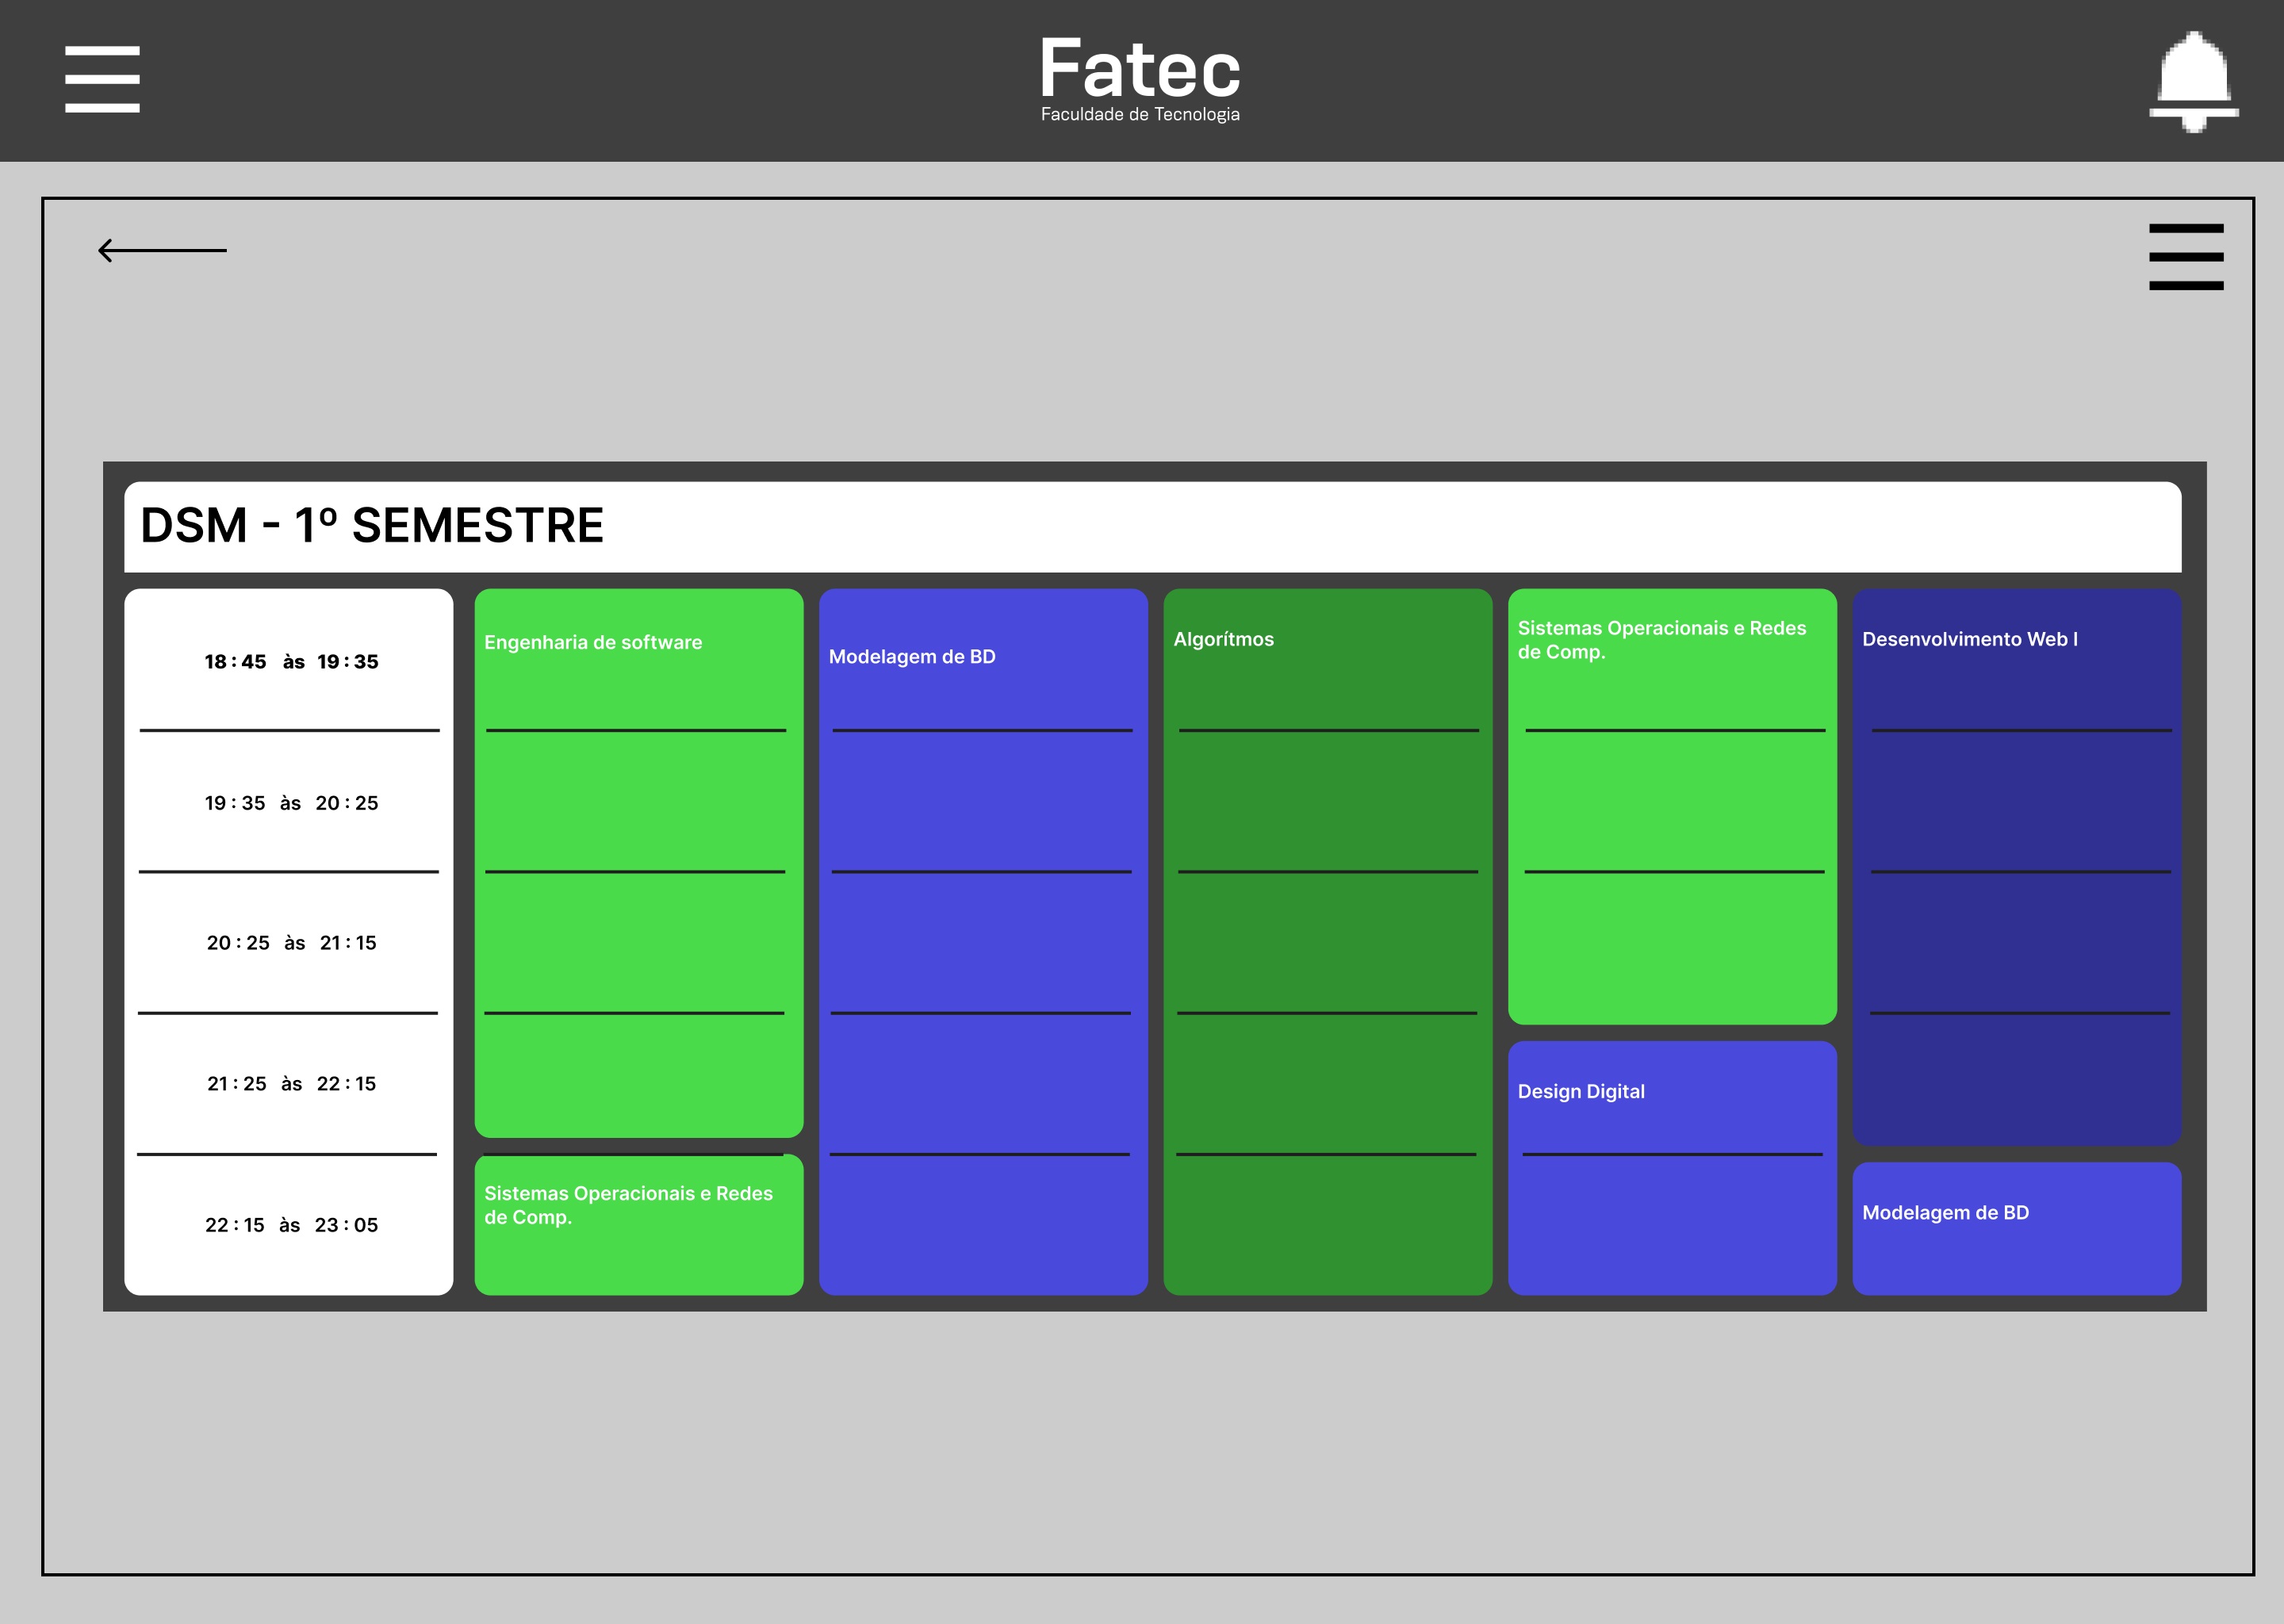 Fatec
Faculdade de Tecnologia
DSM - 1º SEMESTRE
18 : 45 às 19 : 35
19 : 35 às 20 : 25
20 : 25 às 21 : 15
21 : 25 às 22 : 15
22 : 15 às 23 : 05
Engenharia de software
Sistemas Operacionais e Redes
de Comp.
Modelagem de BD
Algorítmos
Sistemas Operacionais e Redes
de Comp.
Design Digital
Desenvolvimento Web I
Modelagem de BD